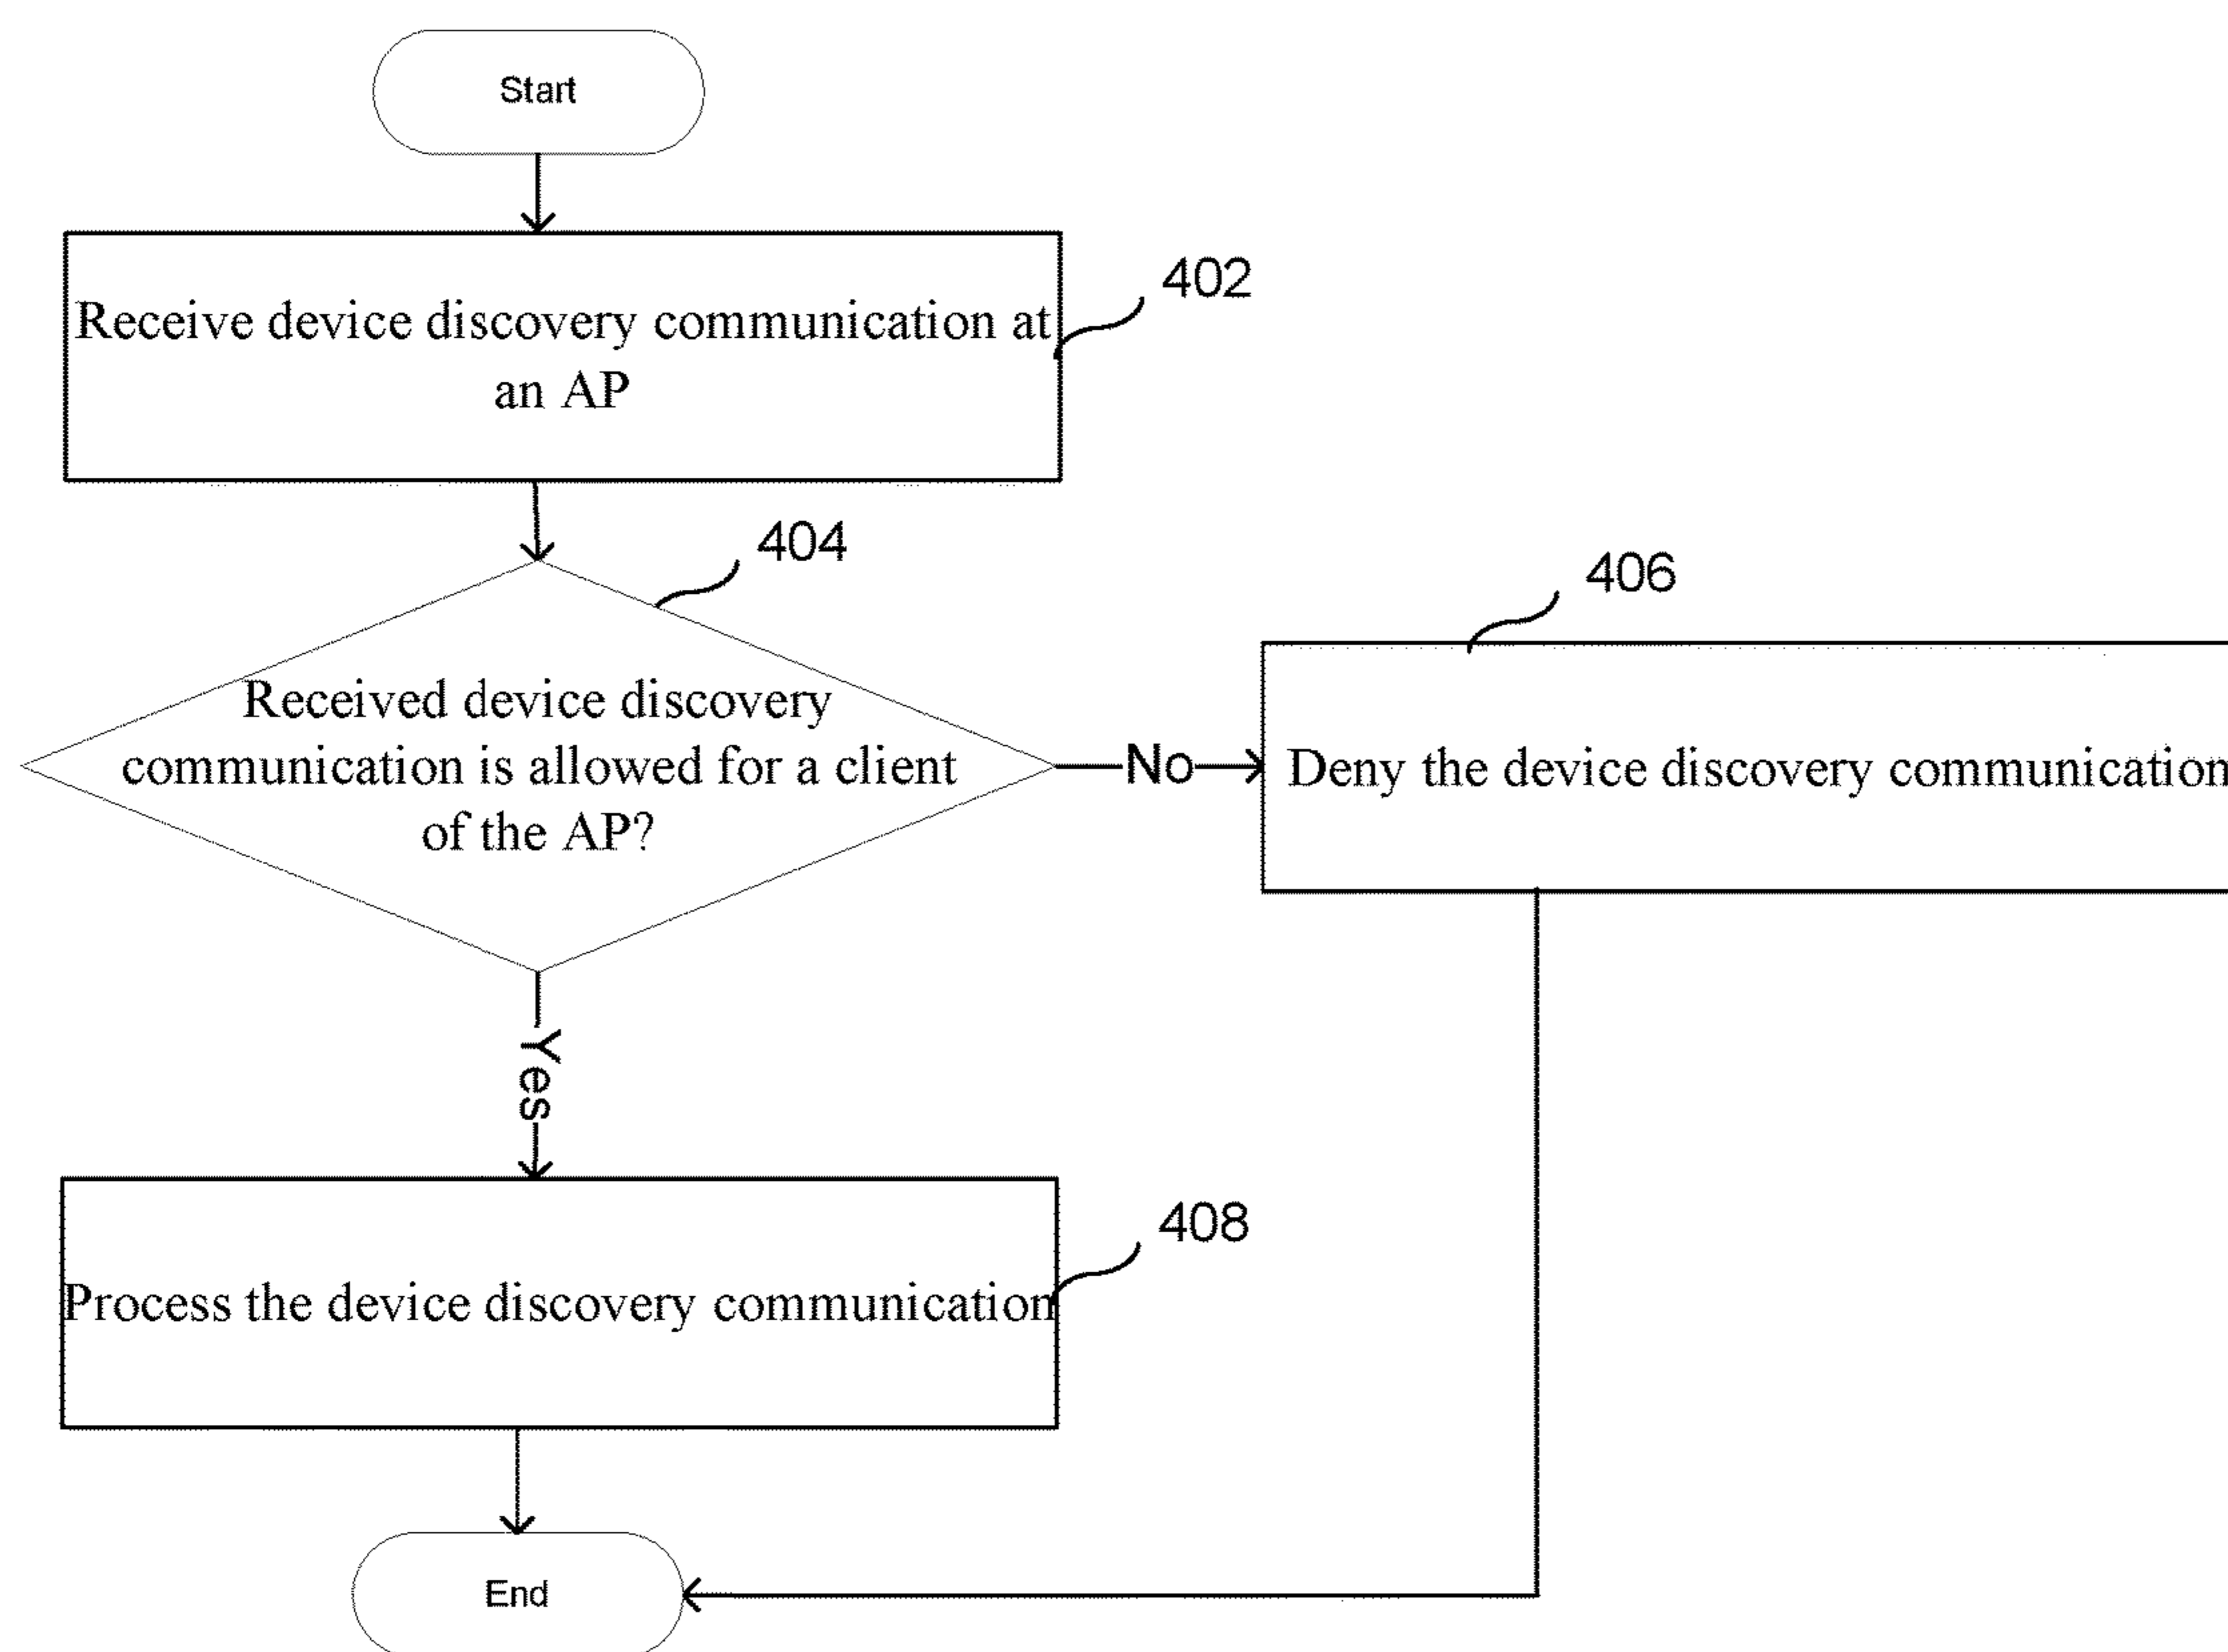 Start
Receive device discovery communication at
an AP
402
404
Received device discovery
communication is allowed for a client
of the AP?
No
406
Deny the device discovery communication
Yes
Process the device discovery communication
408
End